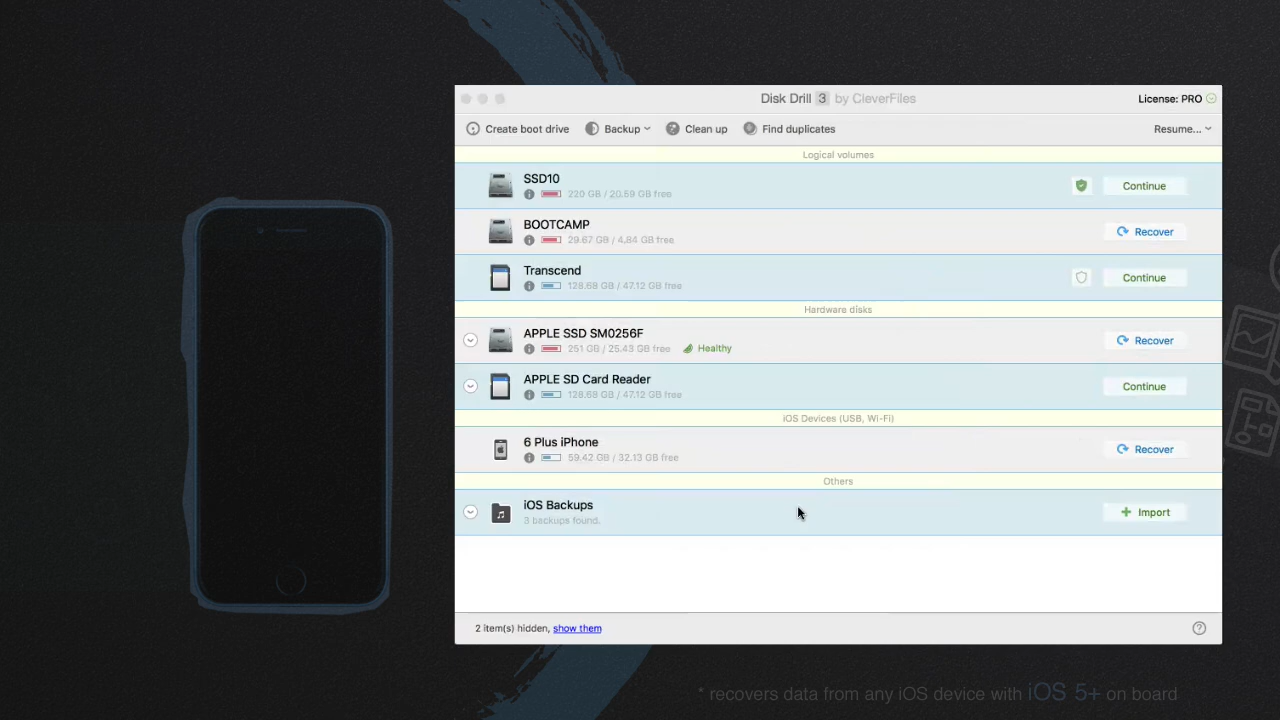 Disk Drill 3 by CleverFiles
License: PRO
Create boot drive
Backup
Clean up
Find duplicates
Resume...
Logical volumes
SSD10
220 GB / 20.59 GB free
Continue
BOOTCAMP
29.67 GB / 4.84 GB free
Recover
Transcend
128.68 GB / 47.12 GB free
Continue
Hardware disks
APPLE SSD SM0256F
251 GB / 25.43 GB free
Healthy
Recover
APPLE SD Card Reader
128.68 GB / 47.12 GB free
Continue
iOS Devices (USB, Wi-Fi)
6 Plus iPhone
59.42 GB / 32.13 GB free
Recover
Others
iOS Backups
3 backups found.
Import
2 item(s) hidden, show them
* recovers data from any iOS device with iOS 5+ on board